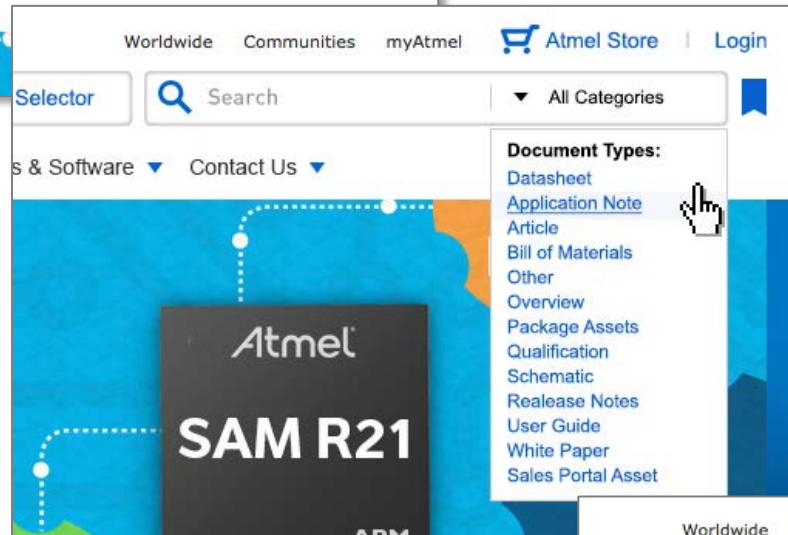 Worldwide Communities myAtmel Atmel Store Login
Selector Search All Categories
s & Software Contact Us
Document Types:
Datasheet
Application Note
Article
Bill of Materials
Other
Overview
Package Assets
Qualification
Schematic
Realease Notes
User Guide
White Paper
Sales Portal Asset
Atmel
SAM R21
ARM
Worldwide